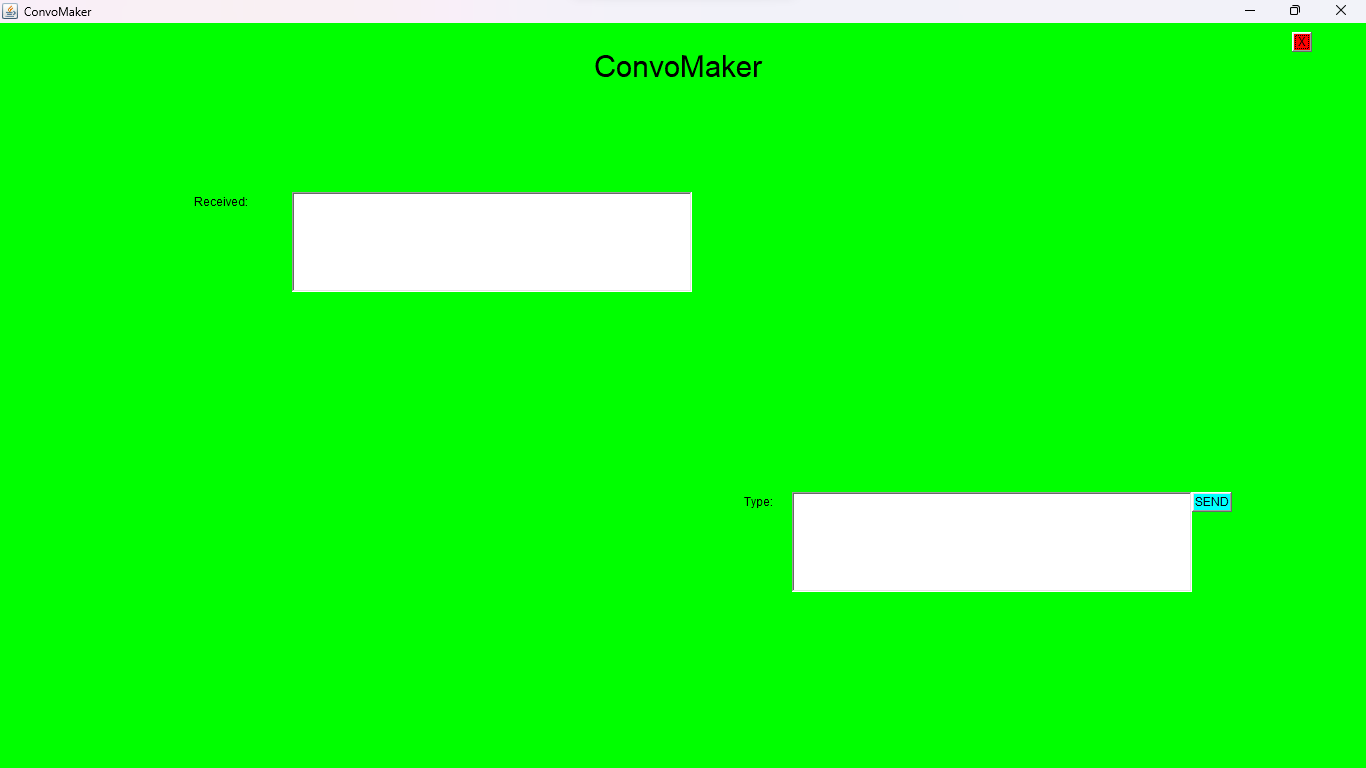 ConvoMaker
X
ConvoMaker
Received:
Type:
SEND